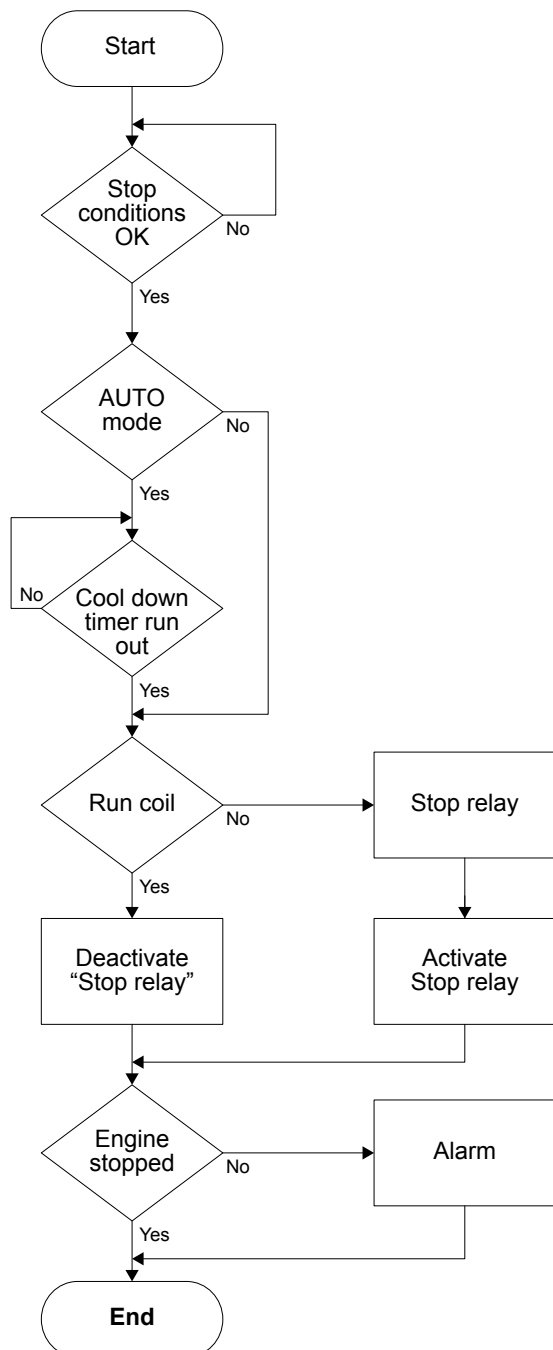 Start
Stop
conditions
OK
No
Yes
AUTO
mode
No
Yes
No
Cool down
timer run
out
Yes
Run coil
No
Stop relay
Yes
Deactivate
“Stop relay”
Activate
Stop relay
Engine
stopped
No
Alarm
Yes
End